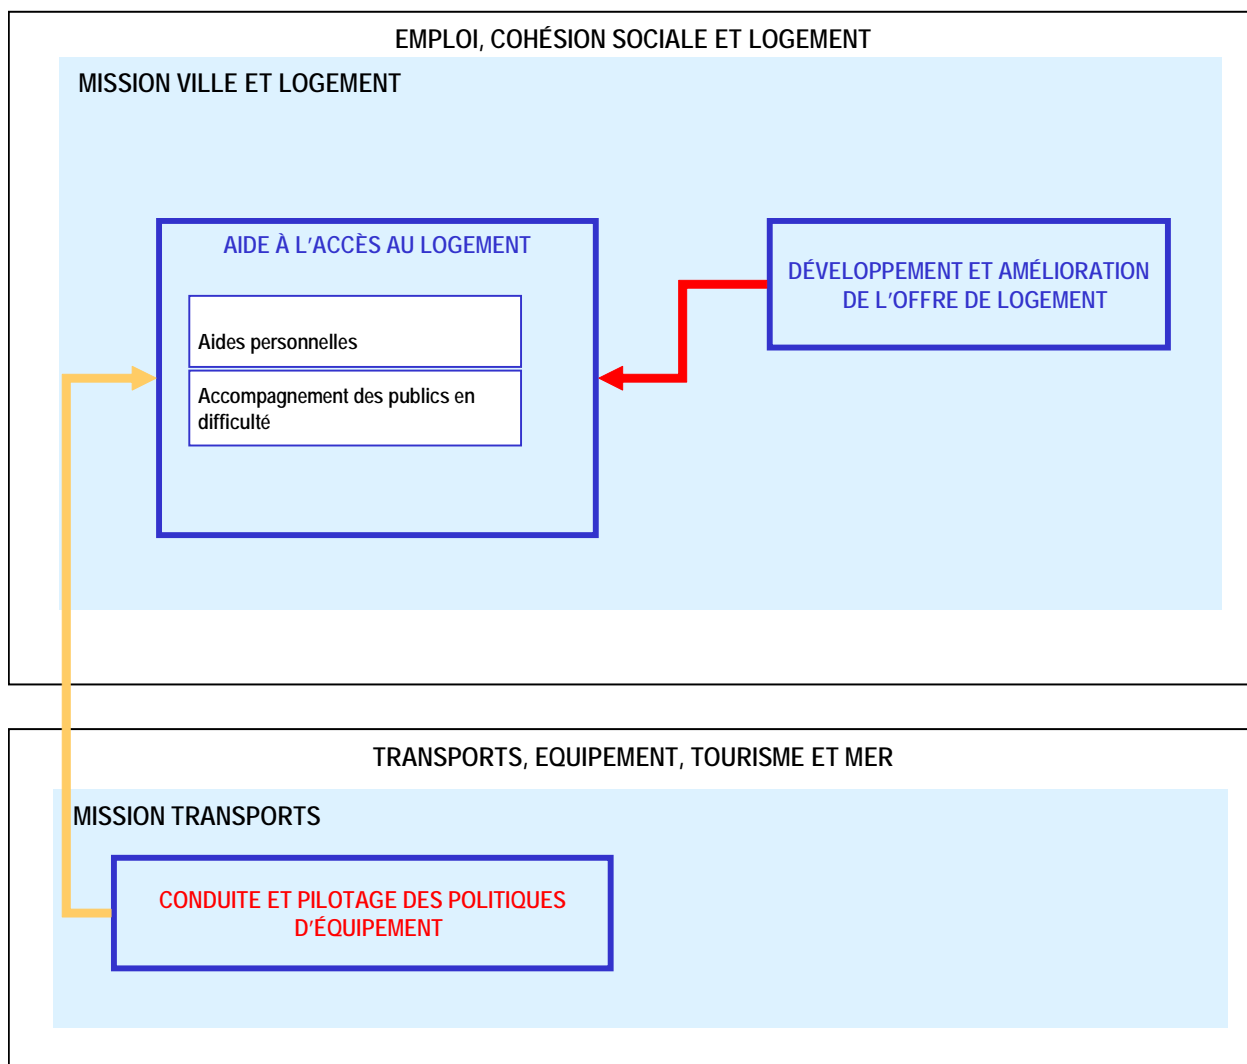 EMPLOI, COHÉSION SOCIALE ET LOGEMENT
MISSION VILLE ET LOGEMENT
AIDE À L'ACCÈS AU LOGEMENT
Aides personnelles
Accompagnement des publics en
difficulté
DÉVELOPPEMENT ET AMÉLIORATION
DE L'OFFRE DE LOGEMENT
TRANSPORTS, EQUIPEMENT, TOURISME ET MER
MISSION TRANSPORTS
CONDUITE ET PILOTAGE DES POLITIQUES
D'ÉQUIPEMENT